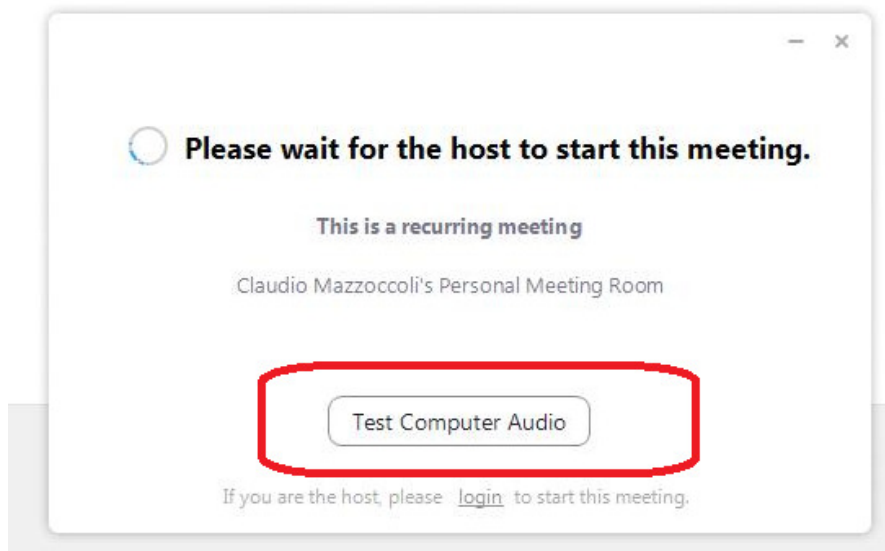 Please wait for the host to start this meeting.
This is a recurring meeting
Claudio Mazzoccoli's Personal Meeting Room
Test Computer Audio
If you are the host, please login to start this meeting.